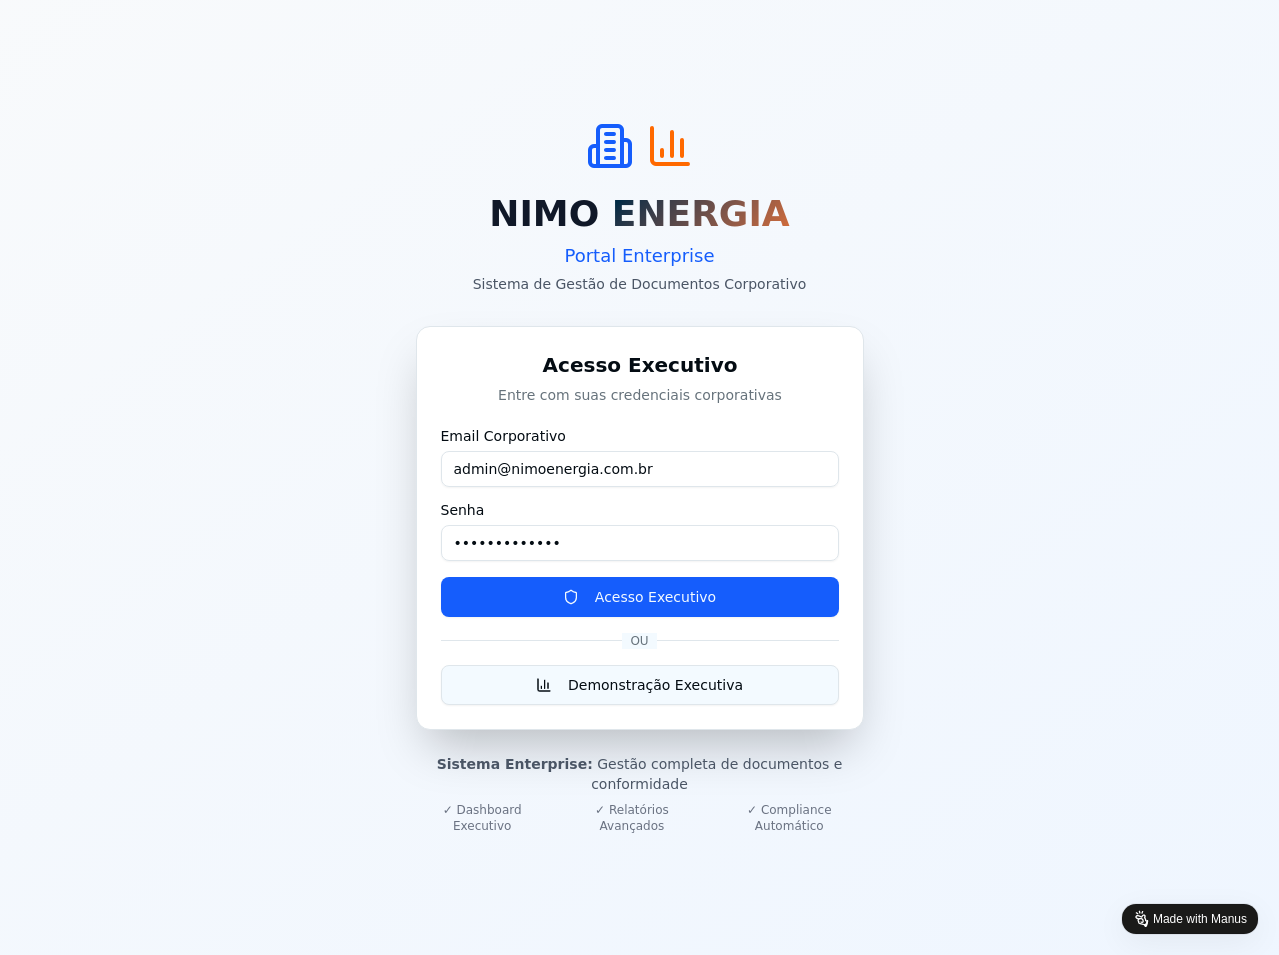 NIMO ENERGIA
Portal Enterprise
Sistema de Gestão de Documentos Corporativo
Acesso Executivo
Entre com suas credenciais corporativas
Email Corporativo
admin@nimoenergia.com.br
Senha
•••••••••••••
Acesso Executivo
OU
Demonstração Executiva
Sistema Enterprise: Gestão completa de documentos e
conformidade
✓ Dashboard
Executivo
✓ Relatórios
Avançados
✓ Compliance
Automático
Made with Manus